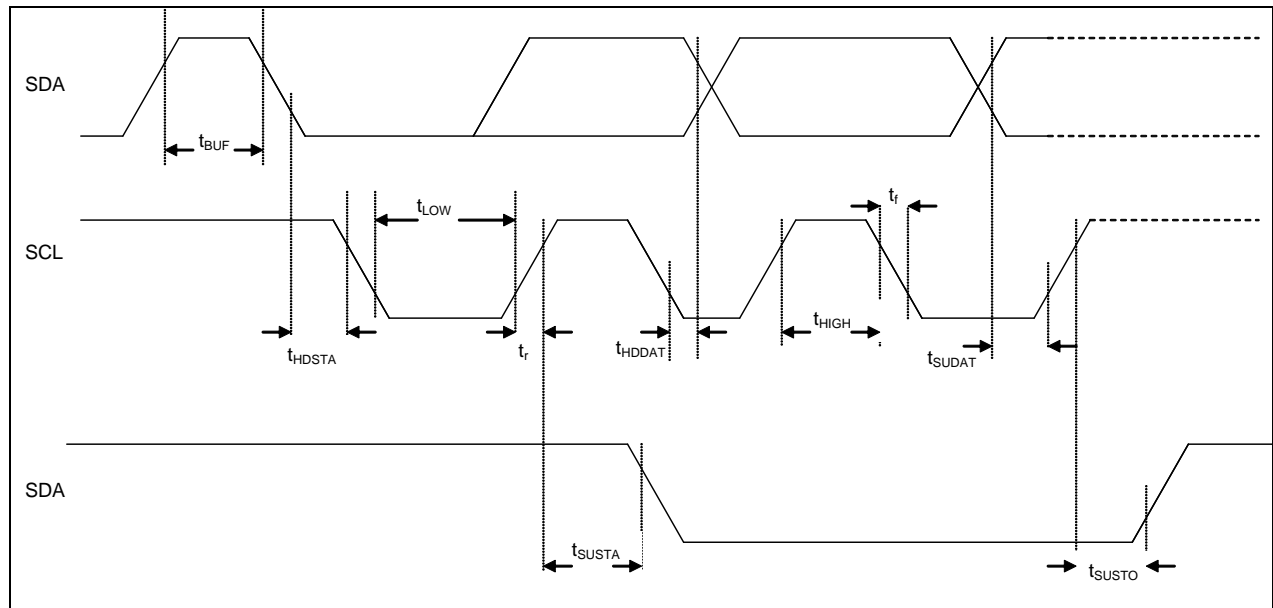 SDA
tBUF
tLOW
tf
SCL
tHDSTA
tr
tHDDAT
tHIGH
tSUDAT
SDA
tSUSTA
tSUSTO